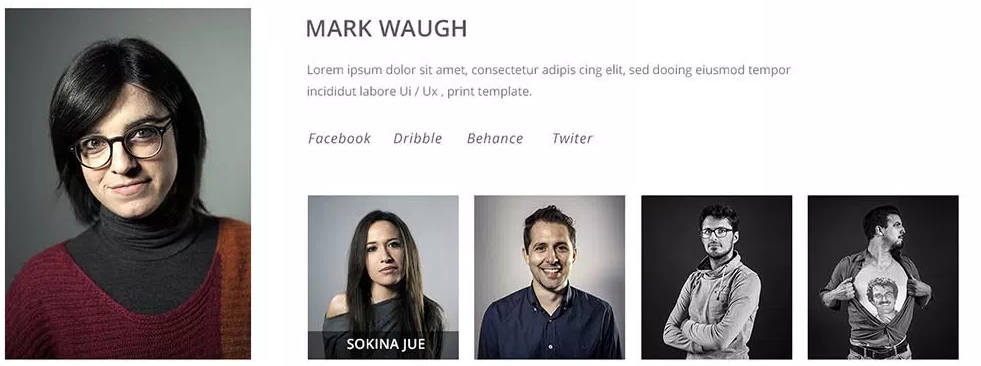 MARK WAUGH
Lorem ipsum dolor sit amet, consectetur adipis cing elit, sed dooing eiusmod tempor
incididut labore Ui / Ux , print template.
Facebook Dribble Behance Twiter
SOKINA JUE